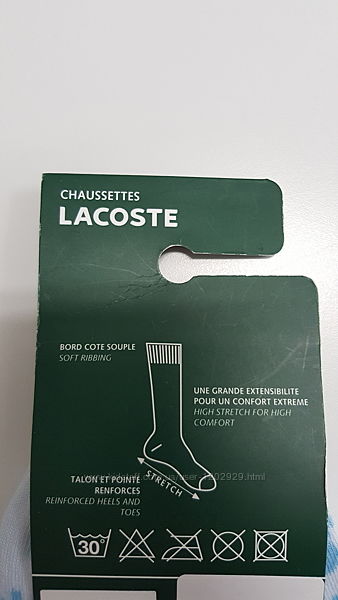 CHAUSSETTES
LACOSTE
BORD COTE SOUPLE
SOFT RIBBING
UNE GRANDE EXTENSIBILITE
POUR UN CONFORT EXTREME
HIGH STRETCH FOR HIGH
COMFORT
TALON ET POINTE
RENFORCES
REINFORCED HEELS AND
TOES
STRETCH
30°